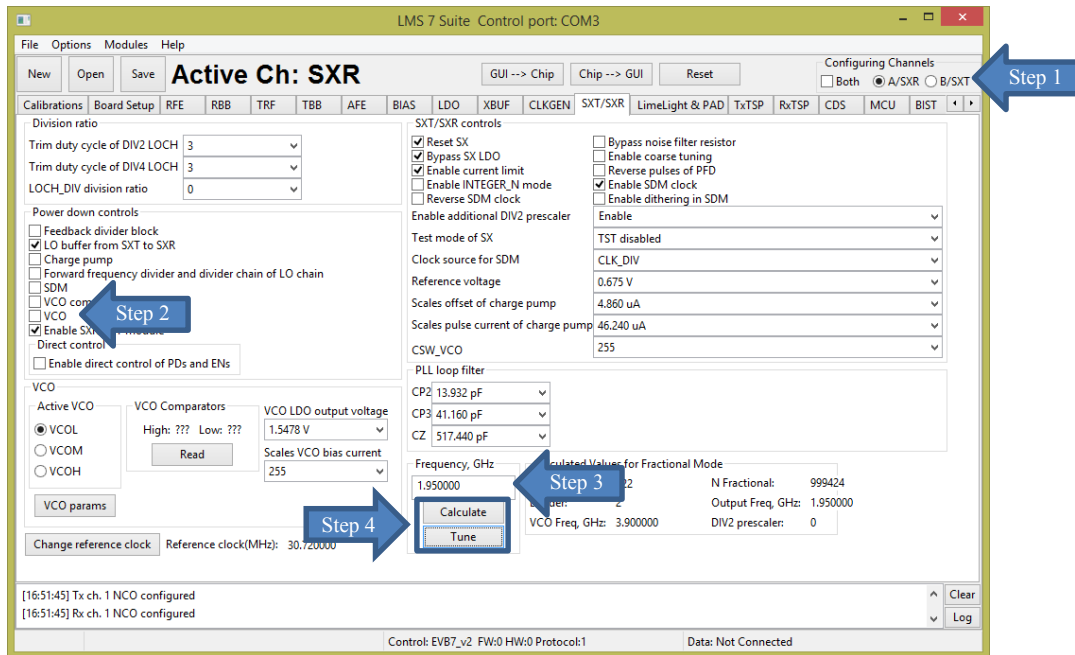 LMS 7 Suite Control port: COM3
File Options Modules Help
New Open Save Active Ch: SXR GUI --> Chip Chip --> GUI Reset
Configuring Channels
Both A/SXR B/SXT
Step 1
Calibrations Board Setup RFE RBB TRF TBB AFE BIAS LDO XBUF CLKGEN SXT/SXR LimeLight & PAD TxTSP RxTSP CDS MCU BIST
Division ratio
Trim duty cycle of DIV2 LOCH 3
Trim duty cycle of DIV4 LOCH 3
LOCH_DIV division ratio 0
Power down controls
Feedback divider block
LO buffer from SXT to SXR
Charge pump
Forward frequency divider and divider chain of LO chain
SDM
VCO
VCO
Step 2
Enable
Direct control
Enable direct control of PDs and ENs
VCO
Active VCO
VCOL
VCOM
VCOH
VCO Comparators
High: ??? Low: ???
Read
VCO LDO output voltage
1.5478 V
Scales VCO bias current
255
VCO params
Change reference clock Reference clock(MHz): 30.720000
SXT/SXR controls
Reset SX
Bypass SX LDO
Enable current limit
Enable INTEGER_N mode
Reverse SDM clock
Bypass noise filter resistor
Enable coarse tuning
Reverse pulses of PFD
Enable SDM clock
Enable dithering in SDM
Enable additional DIV2 prescaler Enable
Test mode of SX TST disabled
Clock source for SDM CLK_DIV
Reference voltage 0.675 V
Scales offset of charge pump 4.860 uA
Scales pulse current of charge pump 46.240 uA
CSW_VCO 255
PLL loop filter
CP2 13.932 pF
CP3 41.160 pF
CZ 517.440 pF
Frequency, GHz
1.950000
Step 3
Calculate
Tune
Step 4
Values for Fractional Mode
22 N Fractional: 999424
2 Output Freq, GHz: 1.950000
VCO Freq, GHz: 3.900000 DIV2 prescaler: 0
[16:51:45] Tx ch. 1 NCO configured
[16:51:45] Rx ch. 1 NCO configured
Clear
Log
Control: EVB7_v2 FW:0 HW:0 Protocol:1 Data: Not Connected